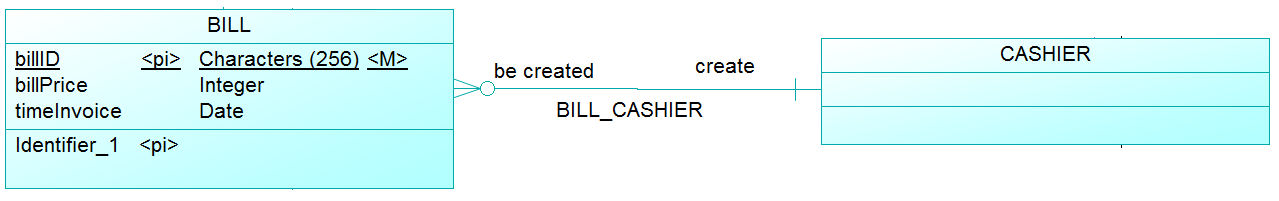 BILL
billID <pi> Characters (256) <M>
billPrice Integer
timeInvoice Date
Identifier_1 <pi>
be created
create
BILL_CASHIER
CASHIER